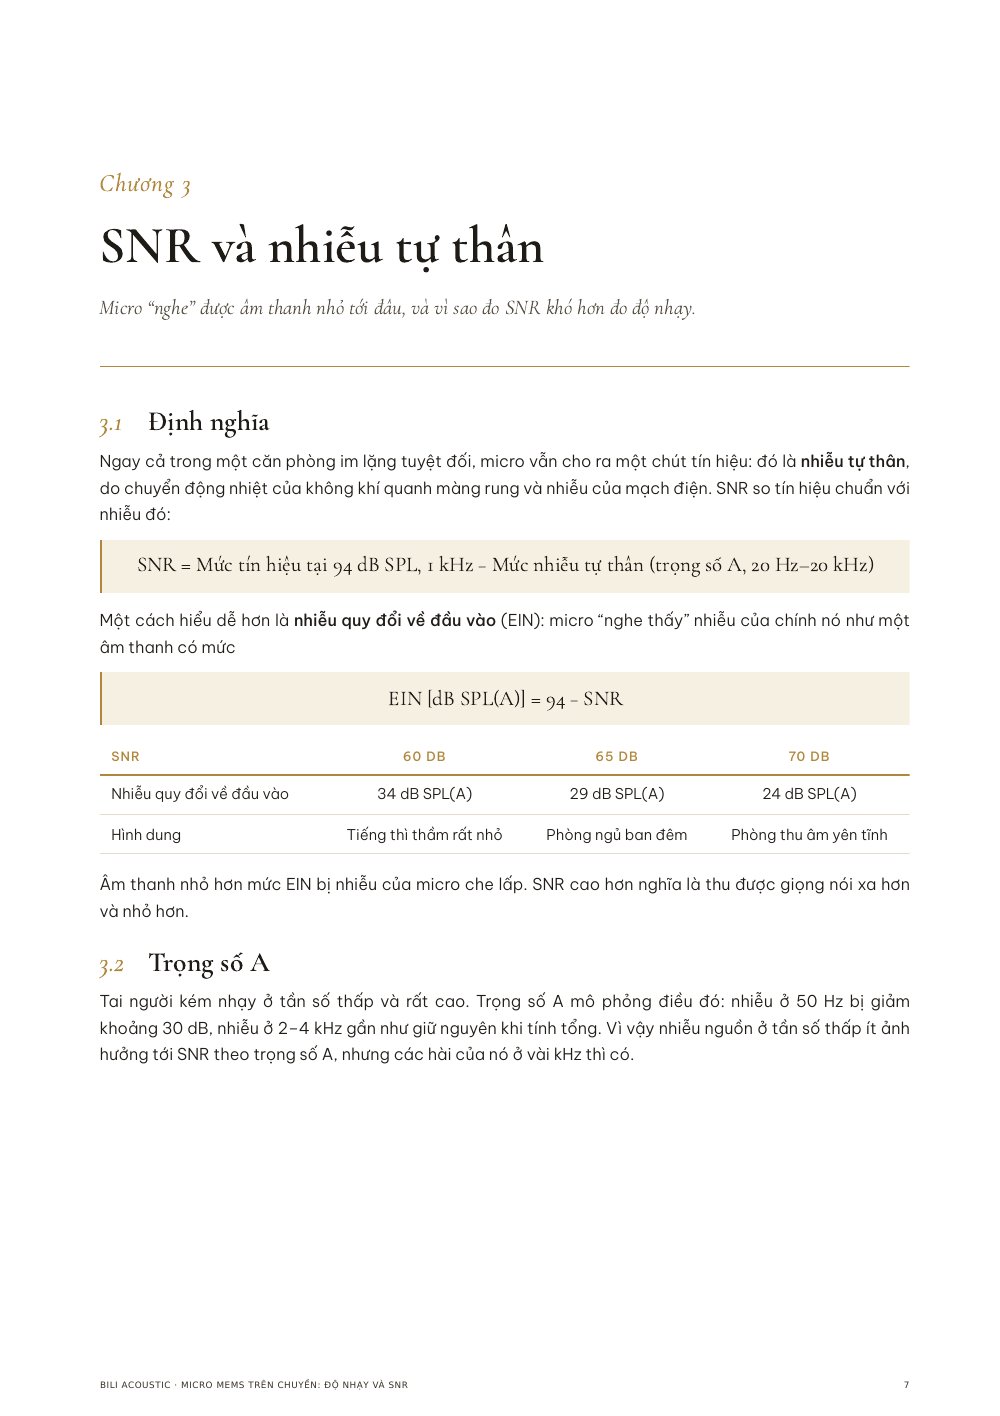 Chương 3
SNR và nhiễu tự thân
Micro “nghe” được âm thanh nhỏ tới đâu, và vì sao đo SNR khó hơn đo độ nhạy.
3.1 Định nghĩa
Ngay cả trong một căn phòng im lặng tuyệt đối, micro vẫn cho ra một chút tín hiệu: đó là nhiễu tự thân,
do chuyển động nhiệt của không khí quanh màng rung và nhiễu của mạch điện. SNR so tín hiệu chuẩn với
nhiễu đó:
SNR = Mức tín hiệu tại 94 dB SPL, 1 kHz − Mức nhiễu tự thân (trọng số A, 20 Hz–20 kHz)
Một cách hiểu dễ hơn là nhiễu quy đổi về đầu vào (EIN): micro “nghe thấy” nhiễu của chính nó như một
âm thanh có mức
EIN [dB SPL(A)] = 94 − SNR
SNR 60 DB 65 DB 70 DB
Nhiễu quy đổi về đầu vào 34 dB SPL(A) 29 dB SPL(A) 24 dB SPL(A)
Hình dung Tiếng thì thầm rất nhỏ Phòng ngủ ban đêm Phòng thu âm yên tĩnh
Âm thanh nhỏ hơn mức EIN bị nhiễu của micro che lấp. SNR cao hơn nghĩa là thu được giọng nói xa hơn
và nhỏ hơn.
3.2 Trọng số A
Tai người kém nhạy ở tần số thấp và rất cao. Trọng số A mô phỏng điều đó: nhiễu ở 50 Hz bị giảm
khoảng 30 dB, nhiễu ở 2–4 kHz gần như giữ nguyên khi tính tổng. Vì vậy nhiễu nguồn ở tần số thấp ít ảnh
hưởng tới SNR theo trọng số A, nhưng các hài của nó ở vài kHz thì có.
BILI ACOUSTIC · MICRO MEMS TRÊN CHUYỀN: ĐỘ NHẠY VÀ SNR 7